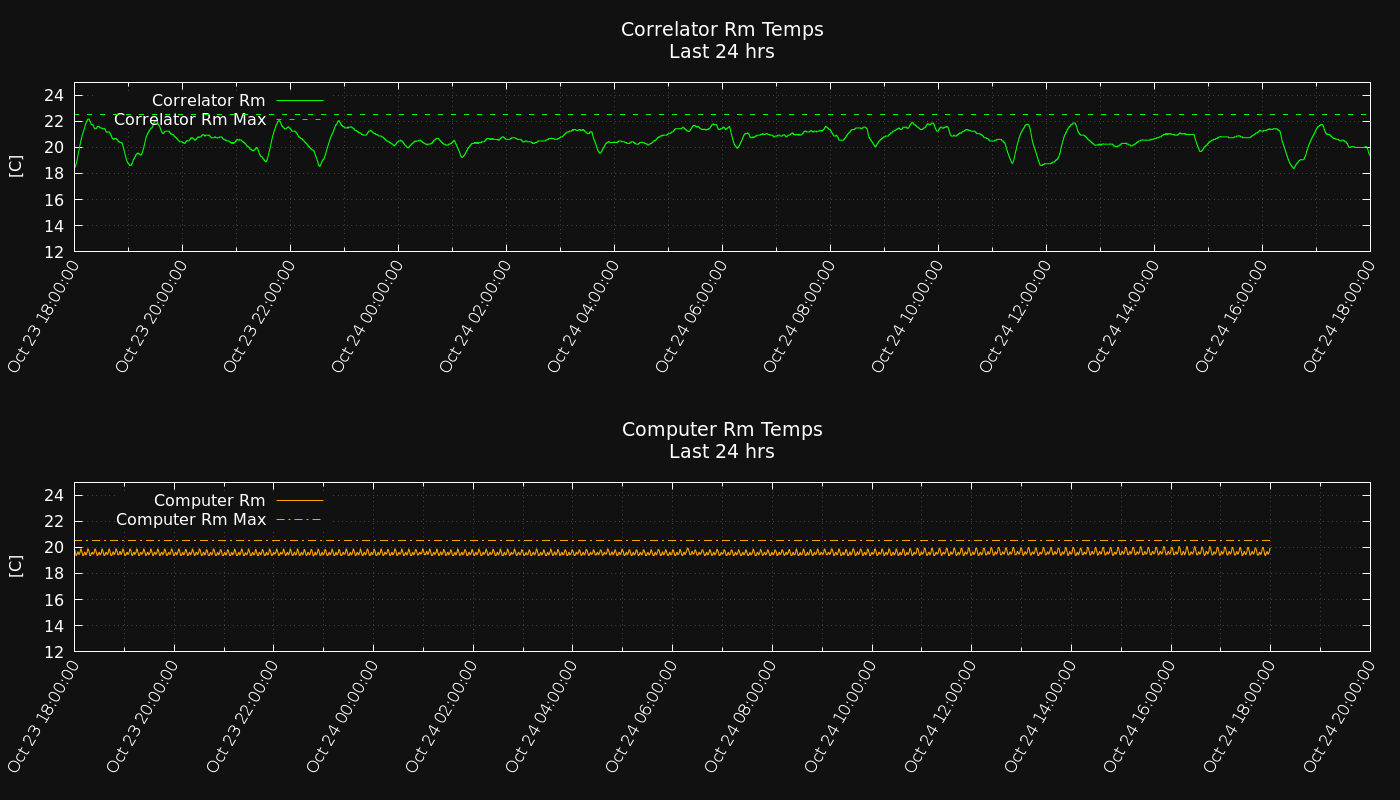 Correlator Rm Temps
Last 24 hrs
Correlator Rm
Correlator Rm Max
24
22
20
18
16
14
12
[C]
Oct 23 18:00:00
Oct 23 20:00:00
Oct 23 22:00:00
Oct 24 00:00:00
Oct 24 02:00:00
Oct 24 04:00:00
Oct 24 06:00:00
Oct 24 08:00:00
Oct 24 10:00:00
Oct 24 12:00:00
Oct 24 14:00:00
Oct 24 16:00:00
Oct 24 18:00:00
Computer Rm Temps
Last 24 hrs
Computer Rm
Computer Rm Max
24
22
20
18
16
14
12
[C]
Oct 23 18:00:00
Oct 23 20:00:00
Oct 23 22:00:00
Oct 24 00:00:00
Oct 24 02:00:00
Oct 24 04:00:00
Oct 24 06:00:00
Oct 24 08:00:00
Oct 24 10:00:00
Oct 24 12:00:00
Oct 24 14:00:00
Oct 24 16:00:00
Oct 24 18:00:00
Oct 24 20:00:00